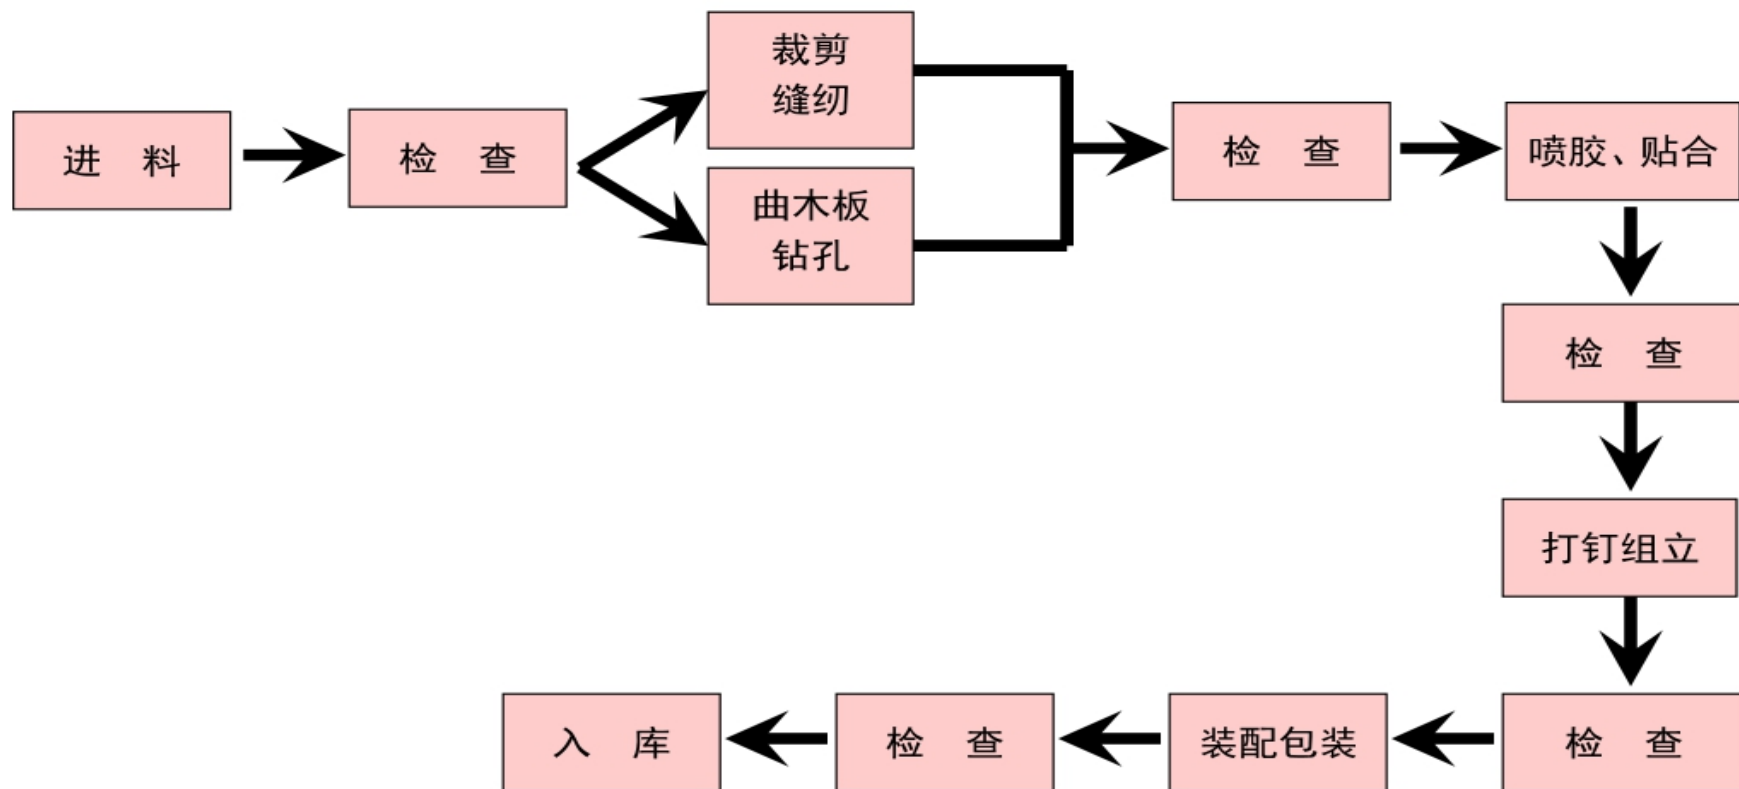 进 料
检 查
裁剪
缝纫
曲木板
钻孔
检 查
喷胶、贴合
检 查
打钉组立
检 查
装配包装
检 查
入 库